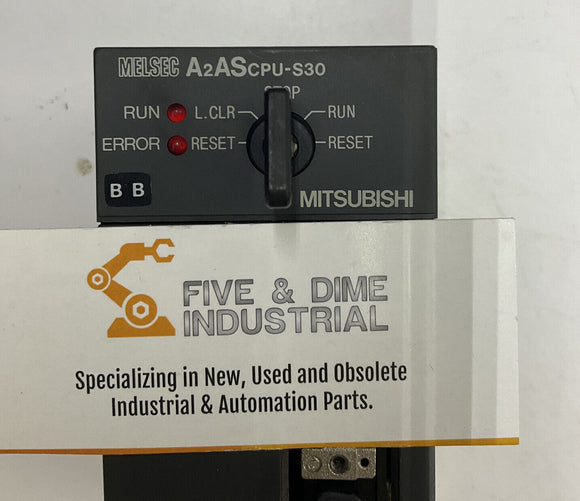 MELSEC A2ASCPU-S30
STOP
RUN L.CLR RUN
ERROR RESET RESET
B B
MITSUBISHI
FIVE & DIME
INDUSTRIAL
Specializing in New, Used and Obsolete
Industrial & Automation Parts.